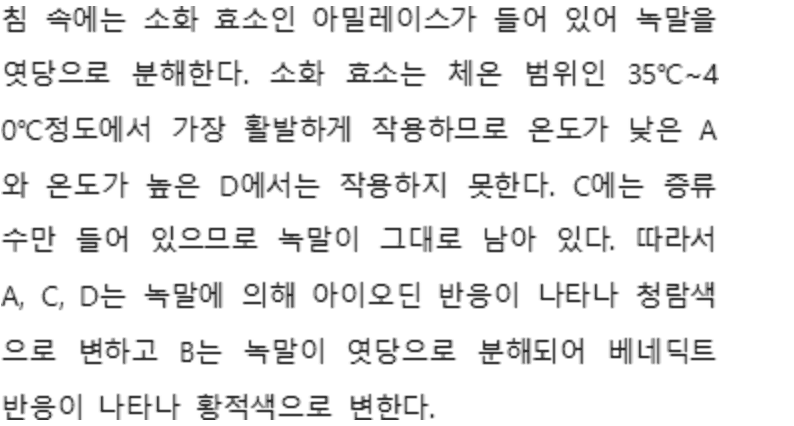 침 속에는 소화 효소인 아밀레이스가 들어 있어 녹말을
엿당으로 분해한다. 소화 효소는 체온 범위인 35℃~4
0℃정도에서 가장 활발하게 작용하므로 온도가 낮은 A
와 온도가 높은 D에서는 작용하지 못한다. C에는 증류
수만 들어 있으므로 녹말이 그대로 남아 있다. 따라서
A, C, D는 녹말에 의해 아이오딘 반응이 나타나 청람색
으로 변하고 B는 녹말이 엿당으로 분해되어 베네딕트
반응이 나타나 황적색으로 변한다.